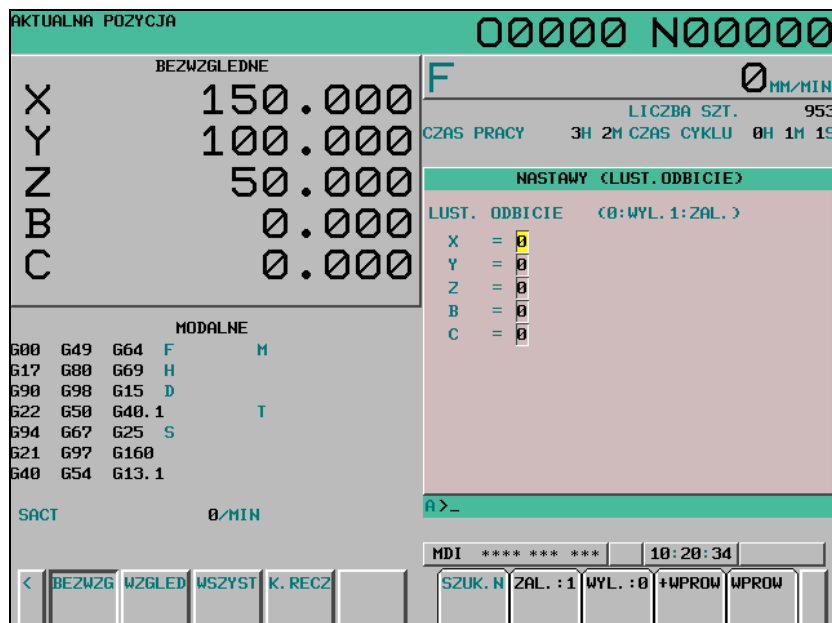 AKTUALNA POZYCJA
O0000 N00000
BEZWZGLEDNE
X 150.000
Y 100.000
Z 50.000
B 0.000
C 0.000
F 0 MM/MIN
LICZBA SZT. 953
CZAS PRACY 3H 2M CZAS CYKLU 0H 1M 1S
NASTAWY (LUST.ODBICIE)
LUST. ODBICIE (0:WYL.1:ZAL.)
X = 0
Y = 0
Z = 0
B = 0
C = 0
MODALNE
G00 G49 G64 F M
G17 G80 G69 H
G90 G98 G15 D
G22 G50 G40.1 T
G94 G67 G25 S
G21 G97 G160
G40 G54 G13.1
SACT 0/MIN
A>_
MDI **** *** *** 10:20:34
< BEZWZG WZGLED WSZYST K.RECZ SZUK.N ZAL.:1 WYL.:0 +WPROW WPROW